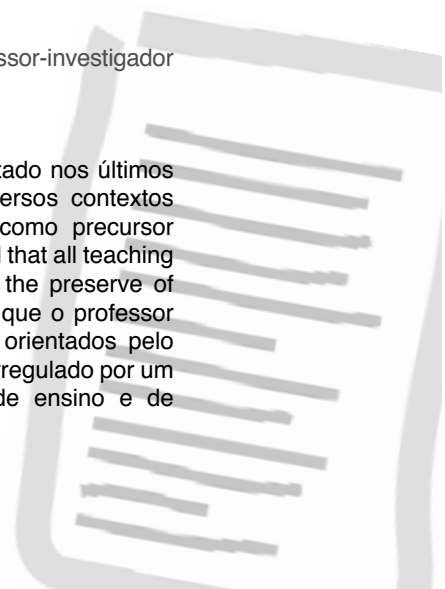 ssor-investigador
tado nos últimos
ersos contextos
como precursor
that all teaching
the preserve of
que o professor
orientados pelo
rregulado por um
de ensino e de